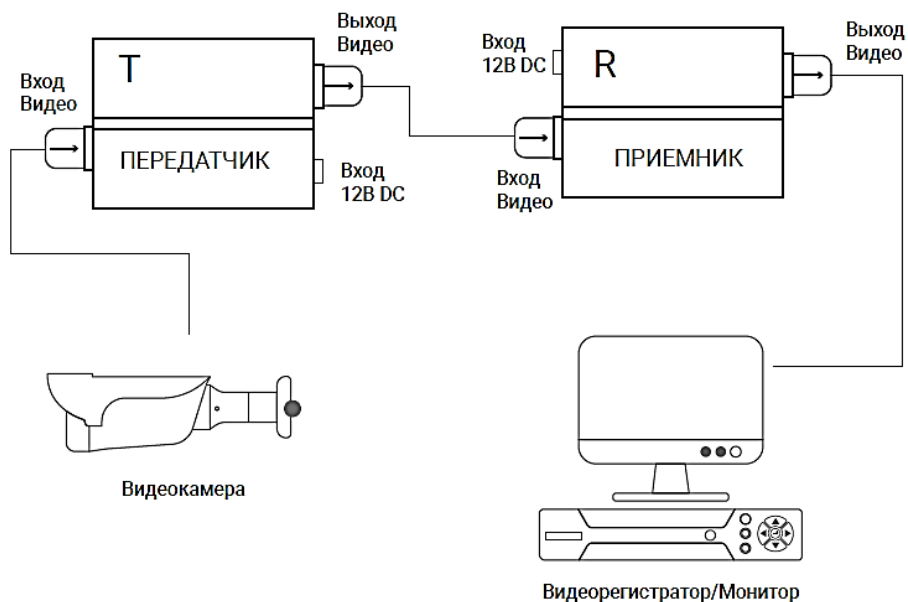 Вход
Видео
T
ПЕРЕДАТЧИК
Выход
Видео
Вход
12В DC
Вход
12В DC
R
ПРИЕМНИК
Вход
Видео
Выход
Видео
Видеокамера
Видеорегистратор/Монитор